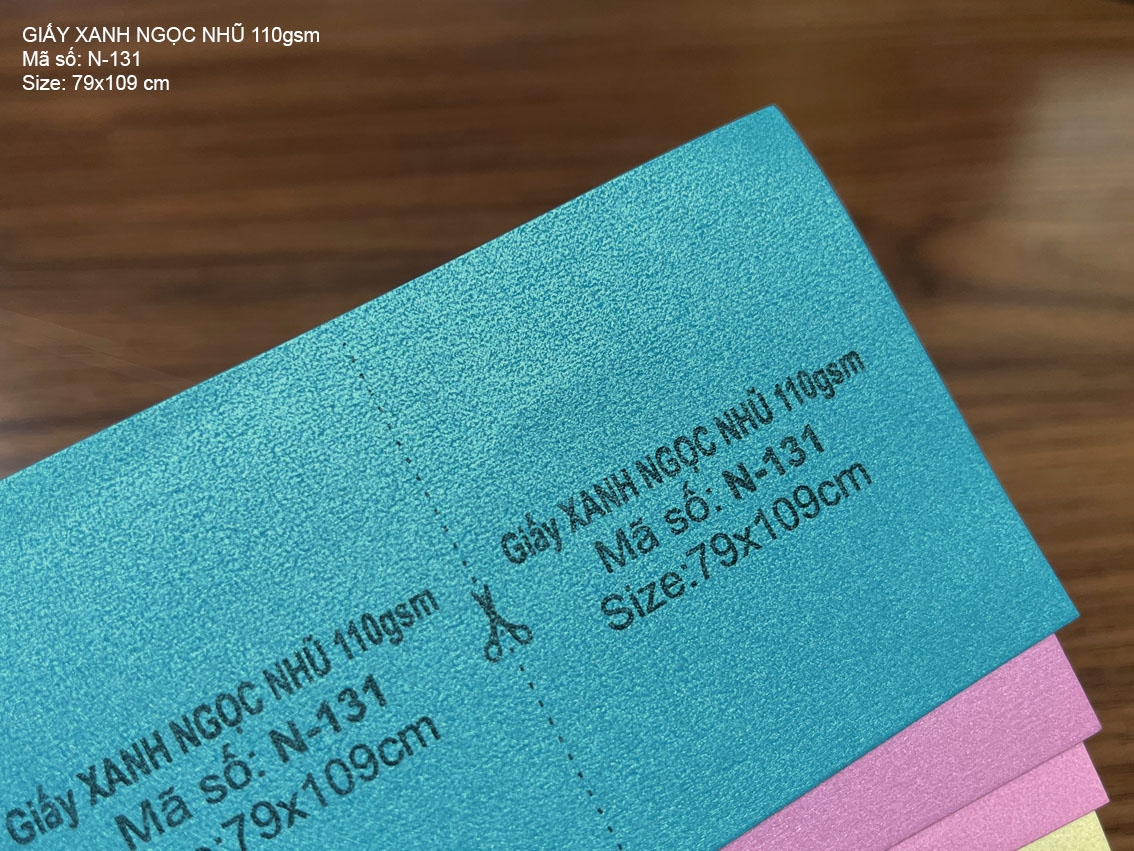 GIẤY XANH NGỌC NHŨ 110gsm
Mã số: N-131
Size: 79x109 cm
Giấy XANH NGỌC NHŨ 110gsm
Mã số: N-131
Size:79x109cm
Giấy XANH NGỌC NHŨ 110gsm
Mã số: N-131
:79x109cm